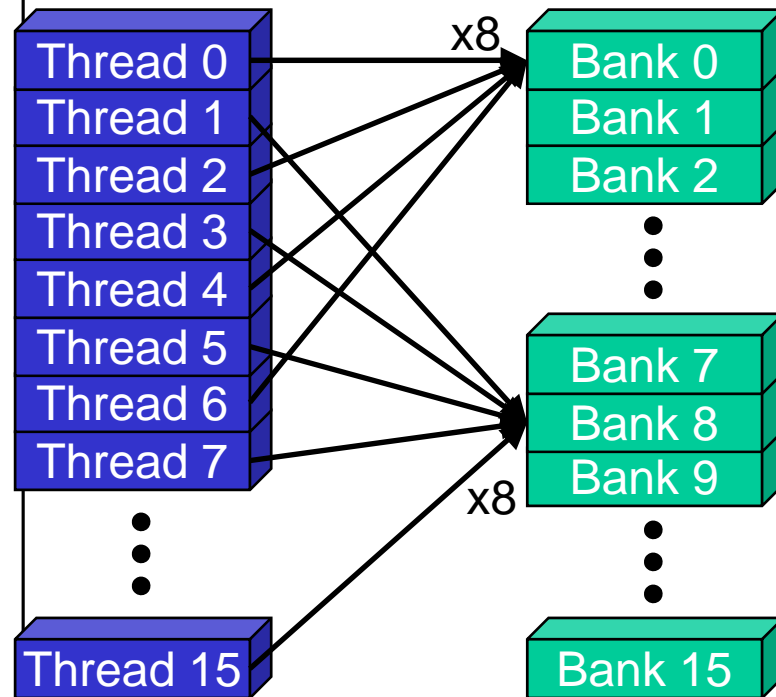 x8
Thread 0
Thread 1
Thread 2
Thread 3
Thread 4
Thread 5
Thread 6
Thread 7
Thread 15
x8
Bank 0
Bank 1
Bank 2
Bank 7
Bank 8
Bank 9
Bank 15